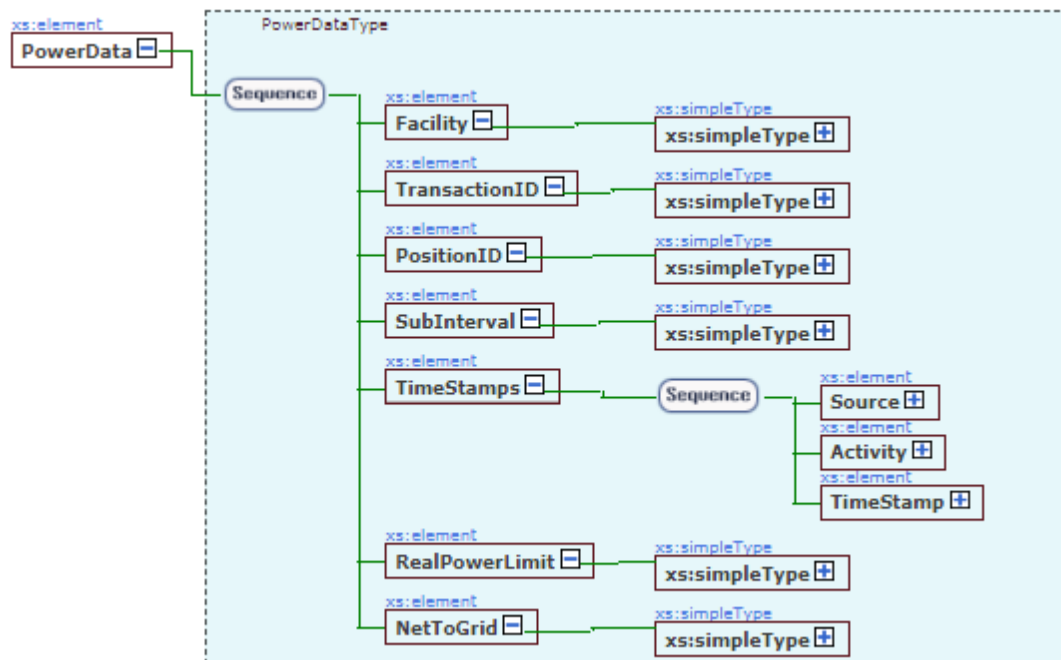 PowerDataType
xs:element
PowerData
Sequence
xs:element
Facility
xs:simpleType
xs:simpleType
xs:element
TransactionID
xs:simpleType
xs:simpleType
xs:element
PositionID
xs:simpleType
xs:simpleType
xs:element
SubInterval
xs:simpleType
xs:simpleType
xs:element
TimeStamps
Sequence
xs:element
Source
xs:element
Activity
xs:element
TimeStamp
xs:element
RealPowerLimit
xs:simpleType
xs:simpleType
xs:element
NetToGrid
xs:simpleType
xs:simpleType